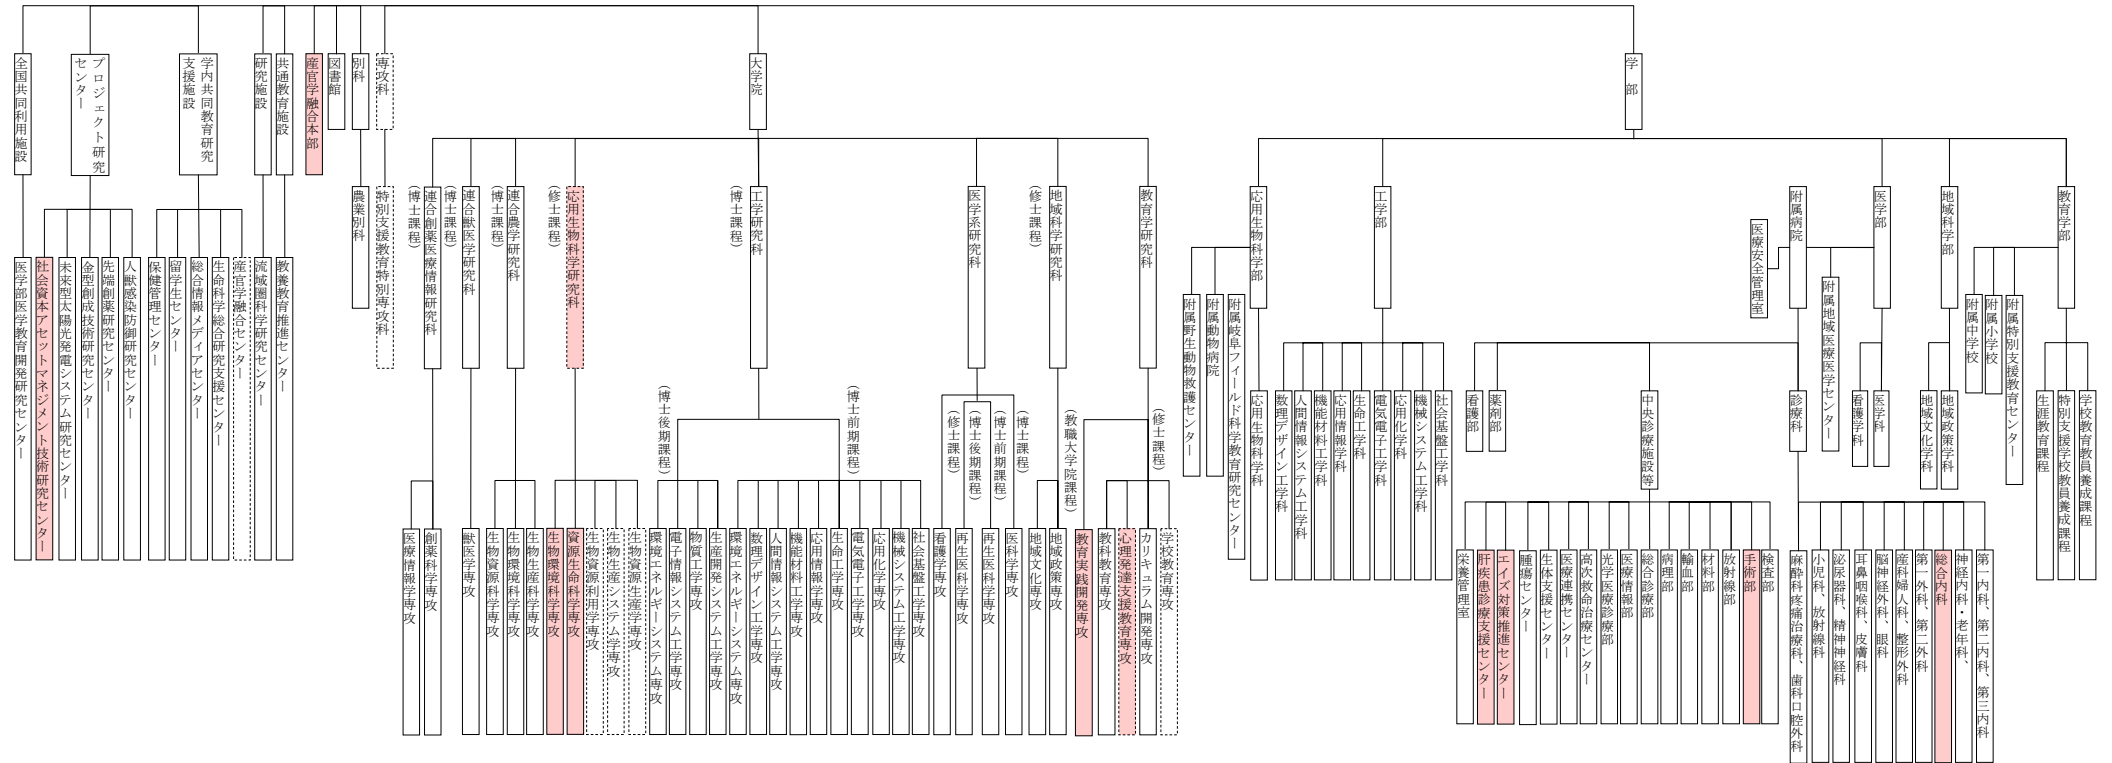 学　部
教育学部
附属特別支援教育センター
附属小学校
附属中学校
学校教育教員養成課程
特別支援学校教員養成課程
生涯教育課程
地域科学部
地域政策学科
地域文化学科
医学部
医学科
看護学科
附属地域医療医学センター
附属病院
医療安全管理室
診療科
第一内科、第二内科、第三内科
神経内科・老年科、
総合内科
第一外科、第二外科
産科婦人科、整形外科
脳神経外科、眼科
耳鼻咽喉科、皮膚科
泌尿器科、精神神経科
小児科、放射線科
麻酔科疼痛治療科、歯科口腔外科
中央診療施設等
検査部
手術部
放射線部
材料部
輸血部
病理部
総合診療部
医療情報部
光学医療診療部
高次救命治療センター
医療連携センター
生体支援センター
腫瘍センター
エイズ対策推進センター
肝疾患診療支援センター
栄養管理室
薬剤部
看護部
工学部
社会基盤工学科
機械システム工学科
応用化学科
電気電子工学科
生命工学科
応用情報学科
機能材料工学科
人間情報システム工学科
数理デザイン工学科
応用生物科学部
応用生物科学科
附属岐阜フィールド科学教育研究センター
附属動物病院
附属野生動物救護センター
大学院
教育学研究科
（修士課程）
学校教育専攻
カリキュラム開発専攻
心理発達支援教育専攻
教科教育専攻
（教職大学院課程）
教育実践開発専攻
地域科学研究科
（修士課程）
地域政策専攻
地域文化専攻
医学系研究科
（博士課程）
医科学専攻
（博士前期課程）
再生医科学専攻
（博士後期課程）
再生医科学専攻
（修士課程）
看護学専攻
工学研究科
（博士課程）
（博士前期課程）
社会基盤工学専攻
機械システム工学専攻
応用化学専攻
電気電子工学専攻
生命工学専攻
応用情報学専攻
機能材料工学専攻
人間情報システム工学専攻
数理デザイン工学専攻
環境エネルギーシステム専攻
（博士後期課程）
生産開発システム工学専攻
物質工学専攻
電子情報システム工学専攻
環境エネルギーシステム専攻
応用生物科学研究科
（修士課程）
生物資源生産学専攻
生物生産システム学専攻
生物資源利用学専攻
資源生命科学専攻
生物環境科学専攻
連合農学研究科
（博士課程）
生物生産科学専攻
生物環境科学専攻
生物資源科学専攻
連合獣医学研究科
（博士課程）
獣医学専攻
連合創薬医療情報研究科
（博士課程）
創薬科学専攻
医療情報学専攻
専攻科
特別支援教育特別専攻科
別科
農業別科
図書館
産官学融合本部
共通教育施設
教養教育推進センター
研究施設
流域圏科学研究センター
学内共同教育研究
支援施設
産官学融合センター
生命科学総合研究支援センター
総合情報メディアセンター
留学生センター
保健管理センター
プロジェクト研究
センター
人獣感染防御研究センター
先端創薬研究センター
金型創成技術研究センター
未来型太陽光発電システム研究センター
社会資本アセットマネジメント技術研究センター
全国共同利用施設
医学部医学教育開発研究センター